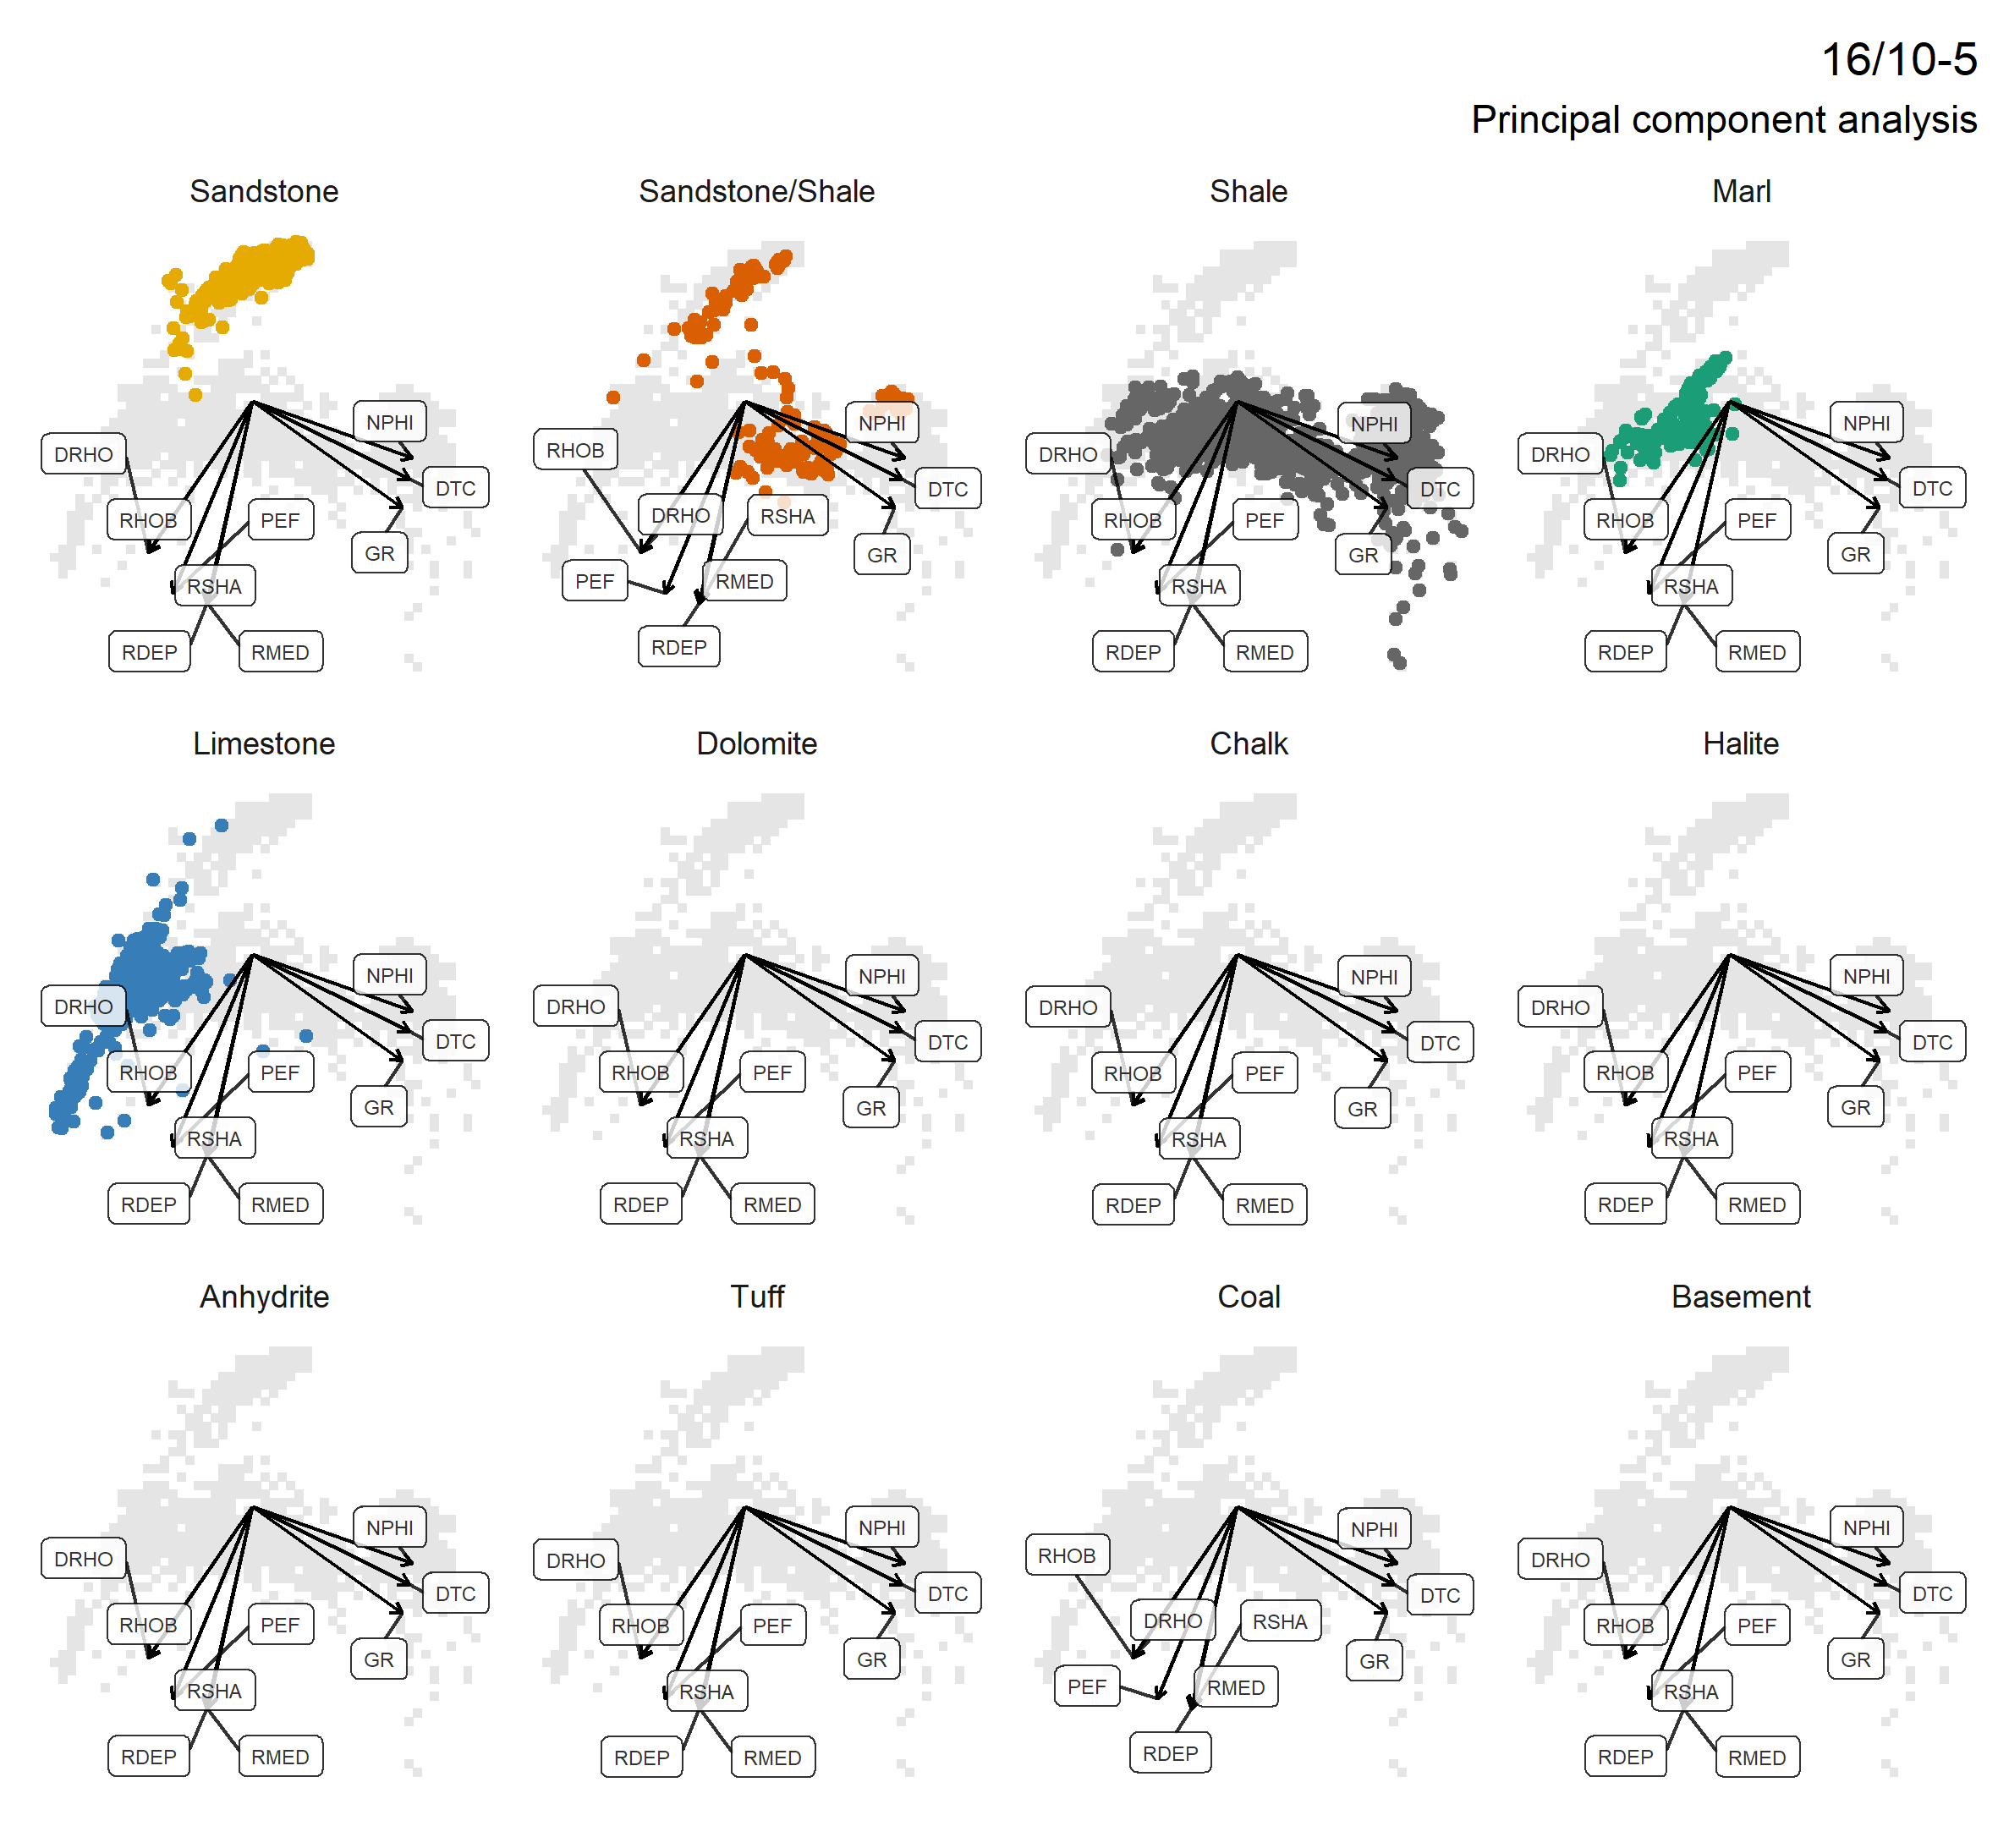 16/10-5
Principal component analysis
Sandstone
Sandstone/Shale
Shale
Marl
NPHI
DRHO
DTC
RHOB
PEF
GR
RSHA
RDEP
RMED
NPHI
RHOB
DTC
DRHO
RSHA
GR
PEF
RMED
RDEP
NPHI
DRHO
DTC
RHOB
PEF
GR
RSHA
RDEP
RMED
NPHI
DRHO
DTC
RHOB
PEF
GR
RSHA
RDEP
RMED
Limestone
Dolomite
Chalk
Halite
NPHI
DRHO
DTC
RHOB
PEF
GR
RSHA
RDEP
RMED
NPHI
DRHO
DTC
RHOB
PEF
GR
RSHA
RDEP
RMED
NPHI
DRHO
DTC
RHOB
PEF
GR
RSHA
RDEP
RMED
NPHI
DRHO
DTC
RHOB
PEF
GR
RSHA
RDEP
RMED
Anhydrite
Tuff
Coal
Basement
NPHI
DRHO
DTC
RHOB
PEF
GR
RSHA
RDEP
RMED
NPHI
DRHO
DTC
RHOB
PEF
GR
RSHA
RDEP
RMED
NPHI
RHOB
DTC
DRHO
RSHA
GR
PEF
RMED
RDEP
NPHI
DRHO
DTC
RHOB
PEF
GR
RSHA
RDEP
RMED